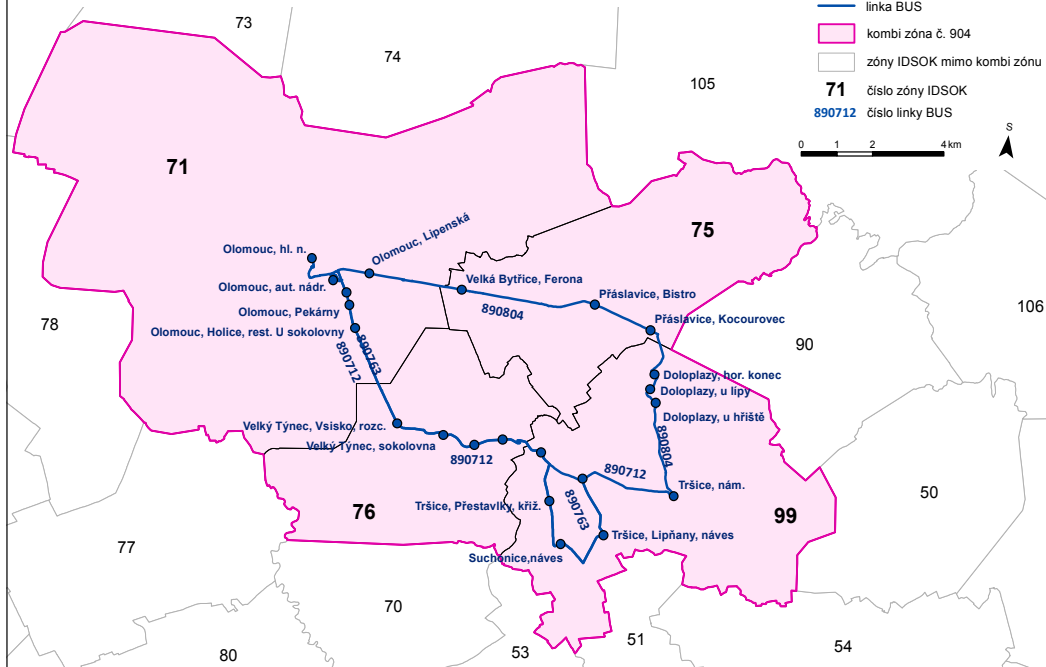 73
linka BUS
kombi zóna č. 904
74
zóny IDSOK mimo kombi zónu
105
71 číslo zóny IDSOK
890712 číslo linky BUS
0 1 2 4 km
S
71
75
Olomouc, Lipenská
Olomouc, hl. n.
Velká Bytřice, Ferona
Olomouc, aut. nádr.
Přáslavice, Bistro
106
890804
Olomouc, Pekárny
Přáslavice, Kocourovec
78
Olomouc, Holice, rest. U sokolovny
90
890763
890712
Doloplazy, hor. konec
Doloplazy, u lípy
Doloplazy, u hřiště
Velký Týnec, Vsisko, rozc.
Velký Týnec, sokolovna
890804
890712
890712
Tršice, nám.
50
76
Tršice, Přestavlky, křiž.
890763
99
Tršice, Lipňany, náves
77
Suchonice,náves
70
51
54
80
53